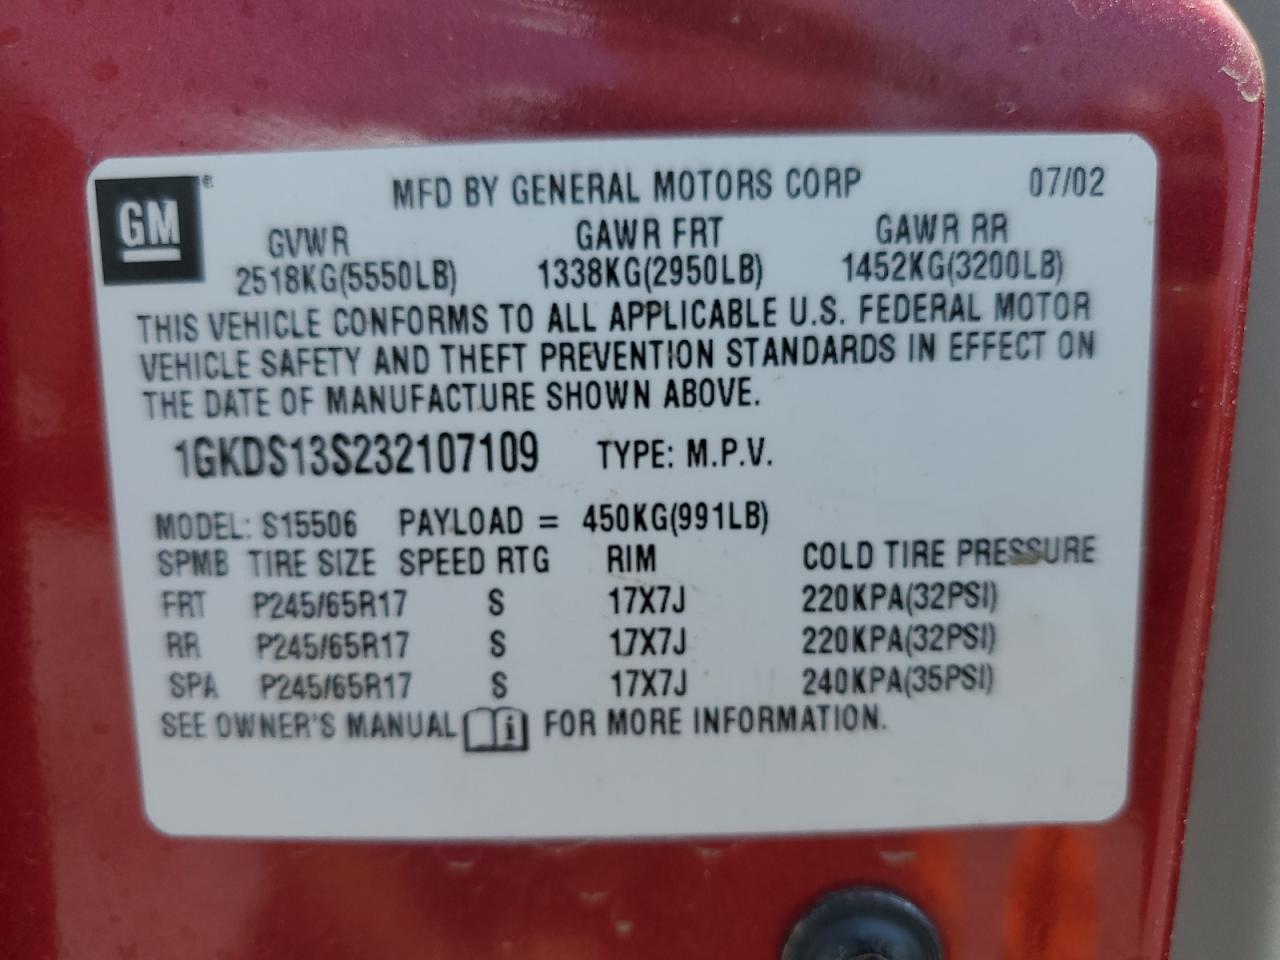 GM®
MFD BY GENERAL MOTORS CORP 07/02
GVWR GAWR FRT GAWR RR
2518KG(5550LB) 1338KG(2950LB) 1452KG(3200LB)
THIS VEHICLE CONFORMS TO ALL APPLICABLE U.S. FEDERAL MOTOR
VEHICLE SAFETY AND THEFT PREVENTION STANDARDS IN EFFECT ON
THE DATE OF MANUFACTURE SHOWN ABOVE.
1GKDS13S232107109 TYPE: M.P.V.
MODEL: S15506 PAYLOAD = 450KG(991LB)
SPMB TIRE SIZE SPEED RTG RIM COLD TIRE PRESSURE
FRT P245/65R17 S 17X7J 220KPA(32PSI)
RR P245/65R17 S 17X7J 220KPA(32PSI)
SPA P245/65R17 S 17X7J 240KPA(35PSI)
SEE OWNER'S MANUAL i FOR MORE INFORMATION.